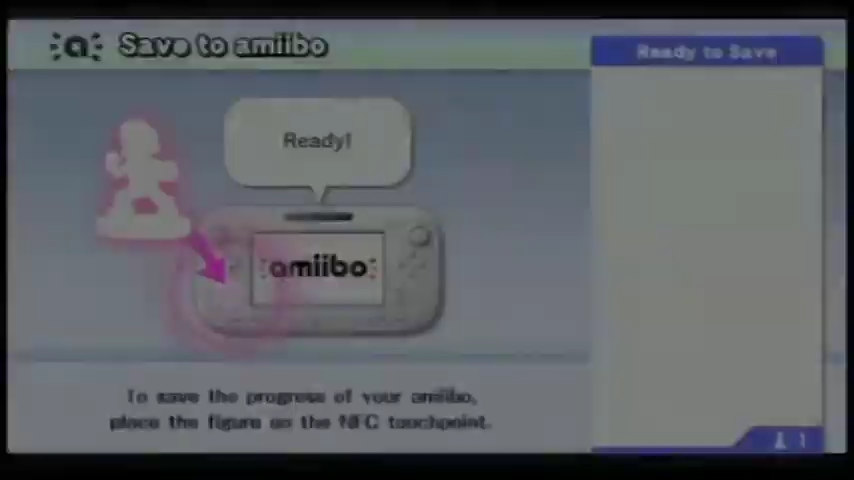 a Save to amiibo
Ready to Save
Ready!
amiibo
To save the progress of your amiibo,
place the figure on the NFC touchpoint.
1